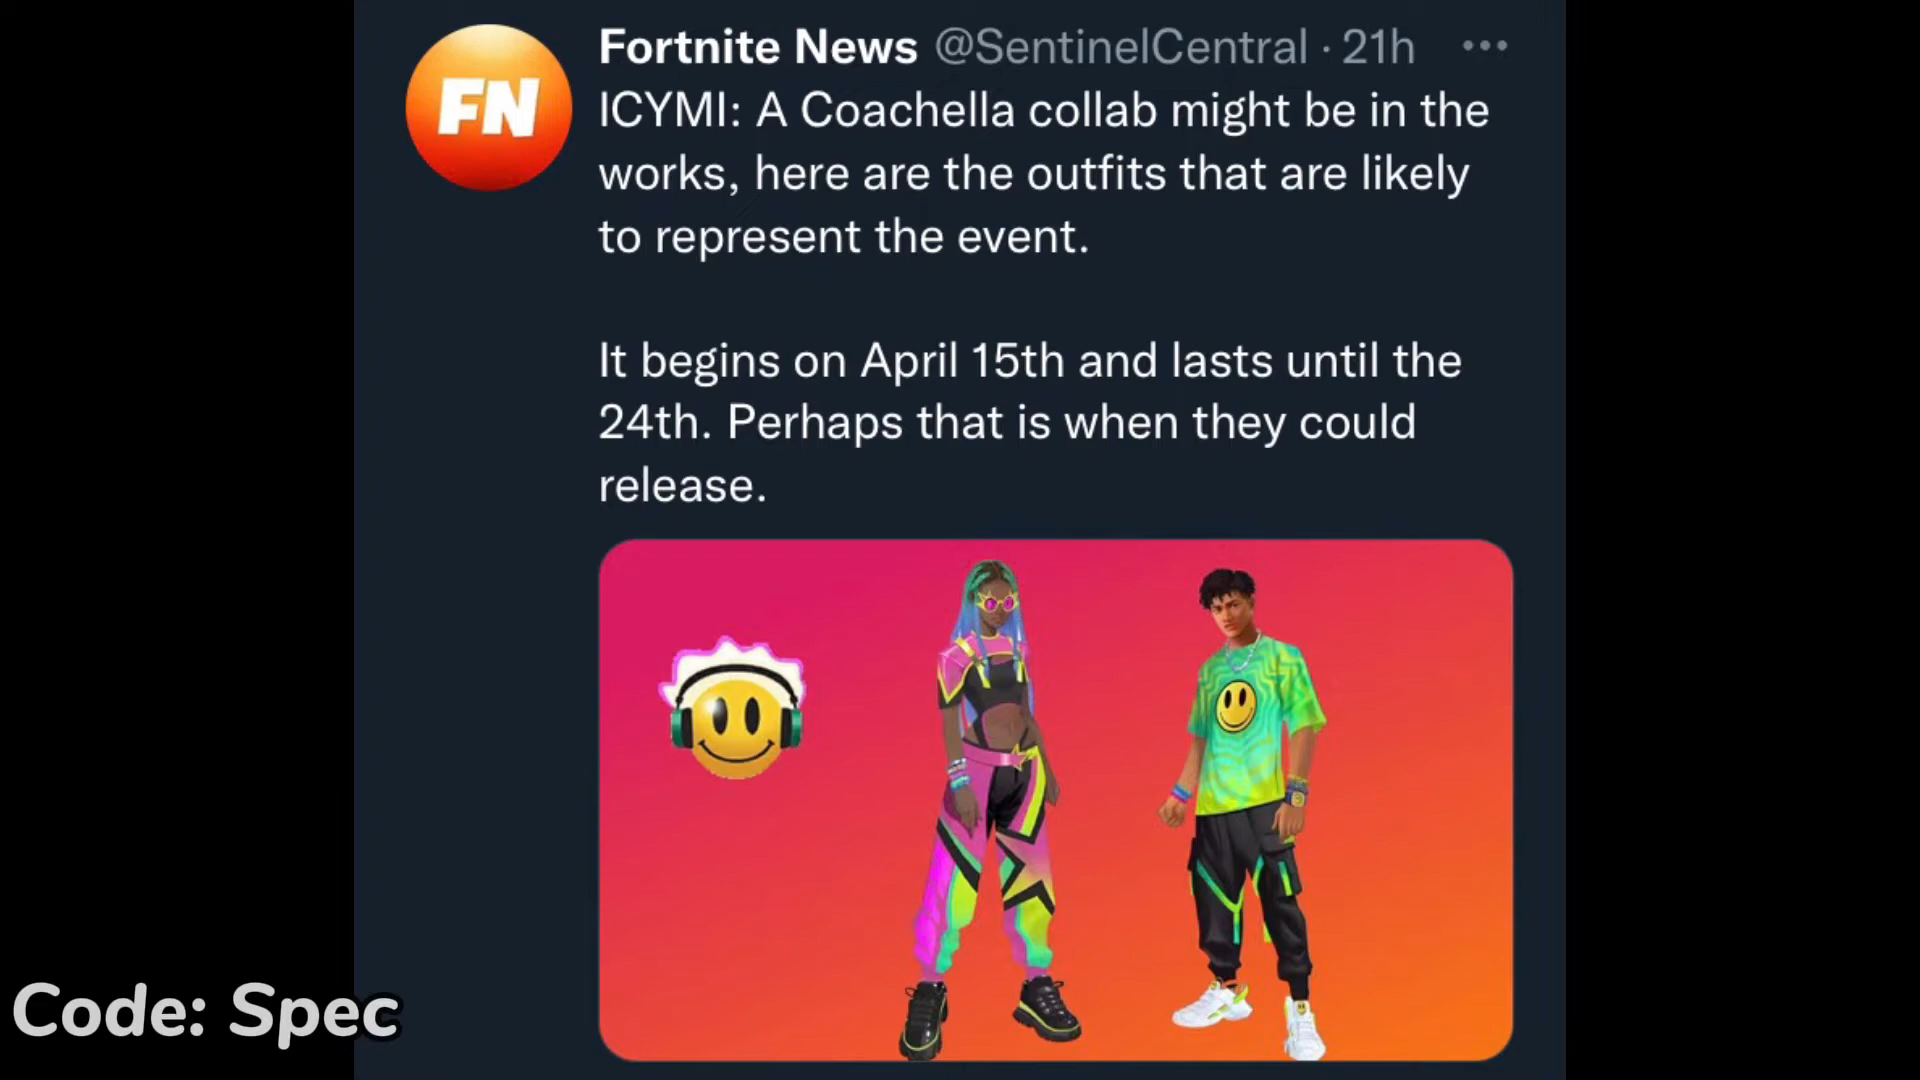 Fortnite News @SentinelCentral · 21h
FN
ICYMI: A Coachella collab might be in the
works, here are the outfits that are likely
to represent the event.
It begins on April 15th and lasts until the
24th. Perhaps that is when they could
release.
Code: Spec